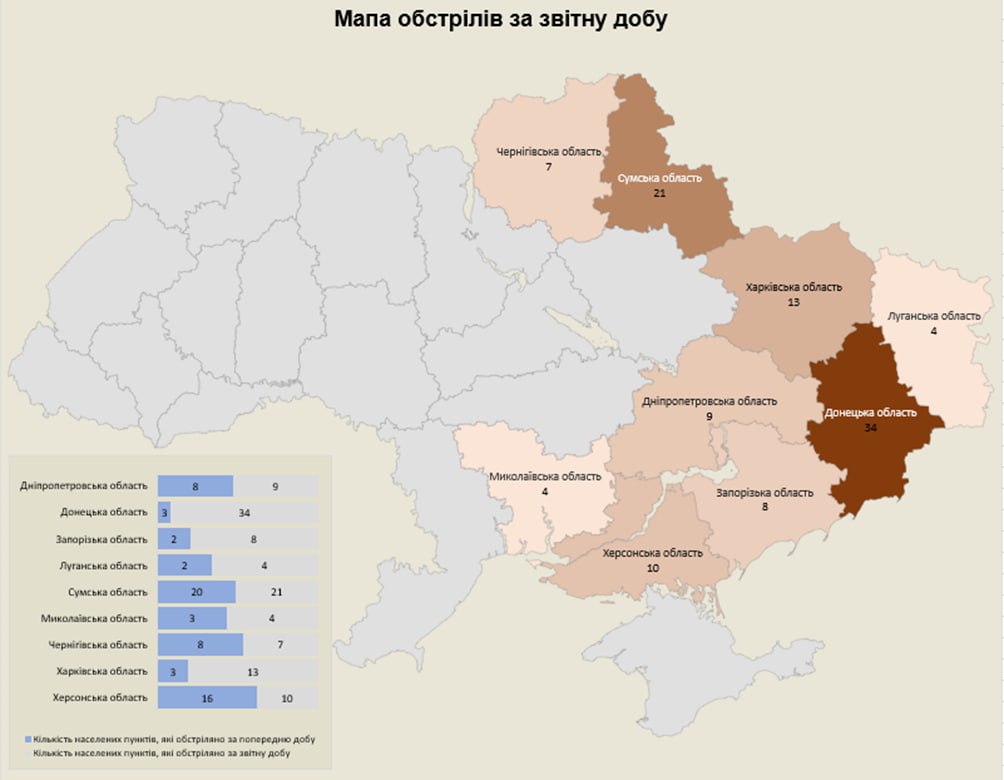 Мапа обстрілів за звітну добу
Чернігівська область
7
Сумська область
21
Харківська область
13
Луганська область
4
Дніпропетровська область
9
Донецька область
34
Миколаївська область
4
Запорізька область
8
Херсонська область
10
Дніпропетровська область 8 9
Донецька область 3 34
Запорізька область 2 8
Луганська область 2 4
Сумська область 20 21
Миколаївська область 3 4
Чернігівська область 8 7
Харківська область 3 13
Херсонська область 16 10
Кількість населених пунктів, які обстріляно за попередню добу
Кількість населених пунктів, які обстріляно за звітну добу